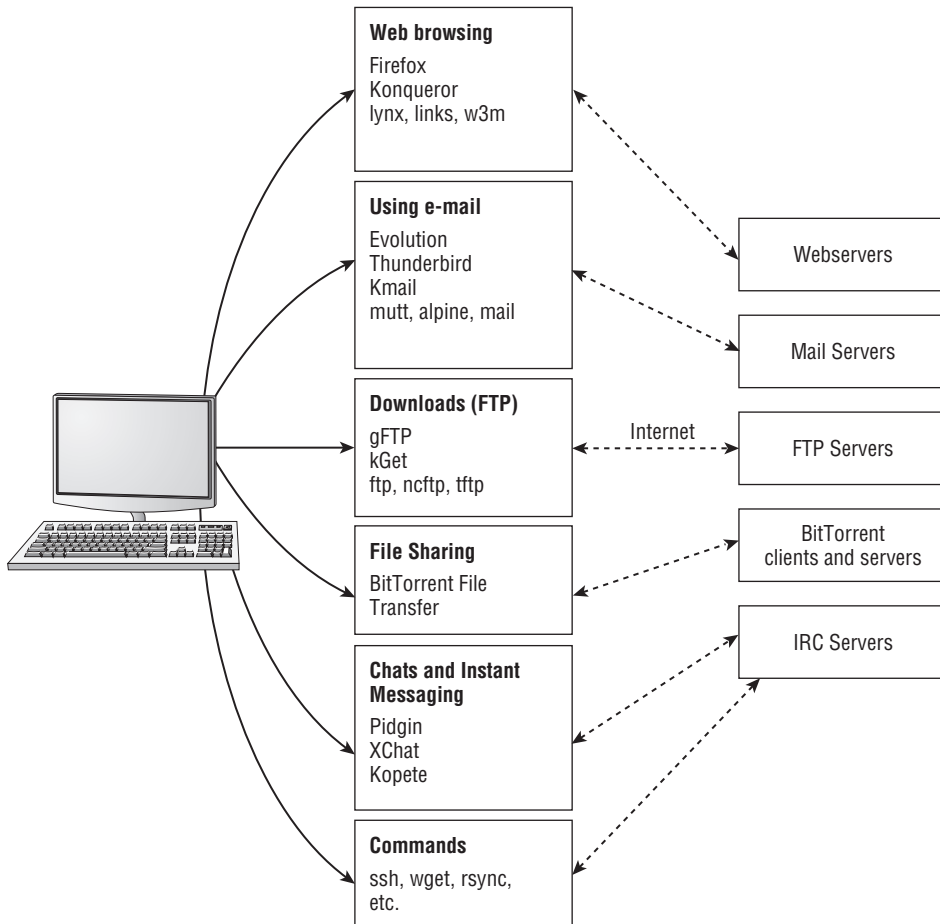 Web browsing
Firefox
Konqueror
lynx, links, w3m
Using e-mail
Evolution
Thunderbird
Kmail
mutt, alpine, mail
Downloads (FTP)
gFTP
kGet
ftp, ncftp, tftp
File Sharing
BitTorrent File
Transfer
Chats and Instant
Messaging
Pidgin
XChat
Kopete
Commands
ssh, wget, rsync,
etc.
Internet
Webservers
Mail Servers
FTP Servers
BitTorrent
clients and servers
IRC Servers